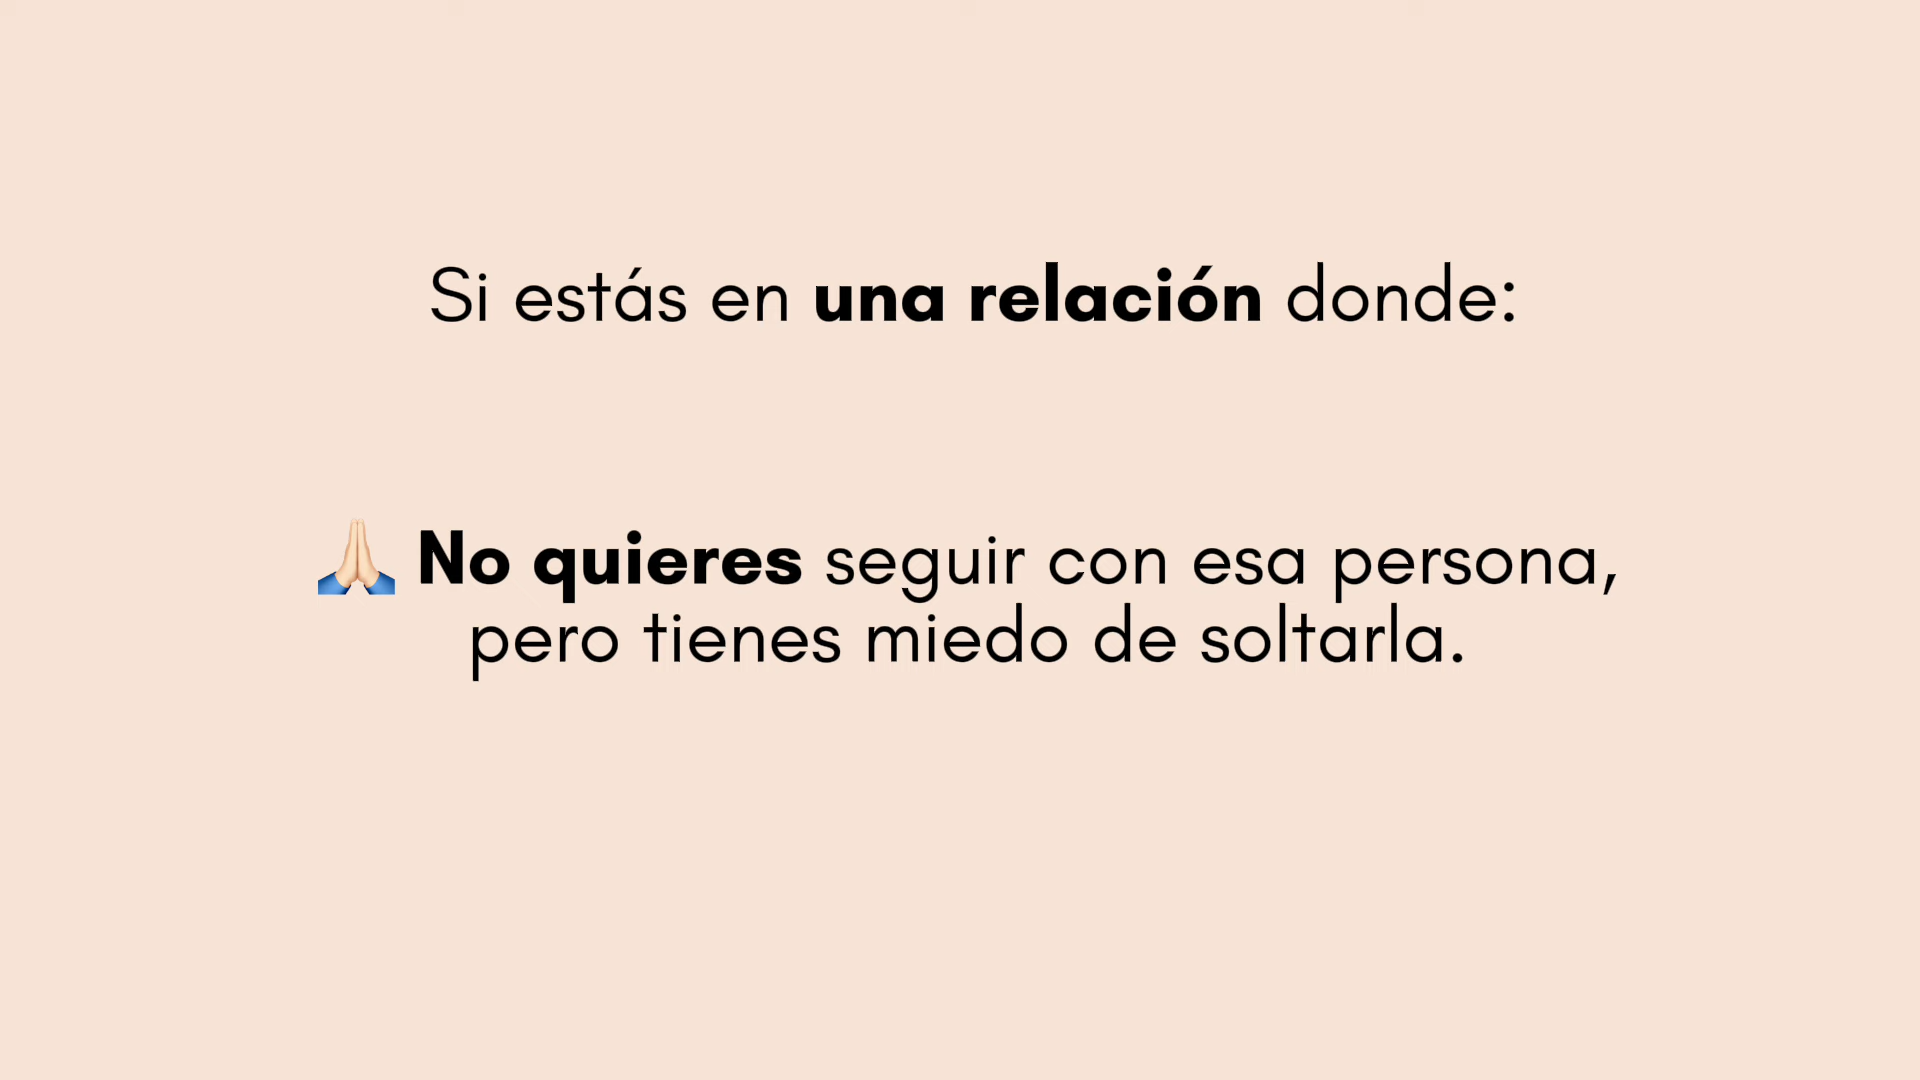 Si estás en una relación donde:
🙏🏻 No quieres seguir con esa persona,
pero tienes miedo de soltarla.